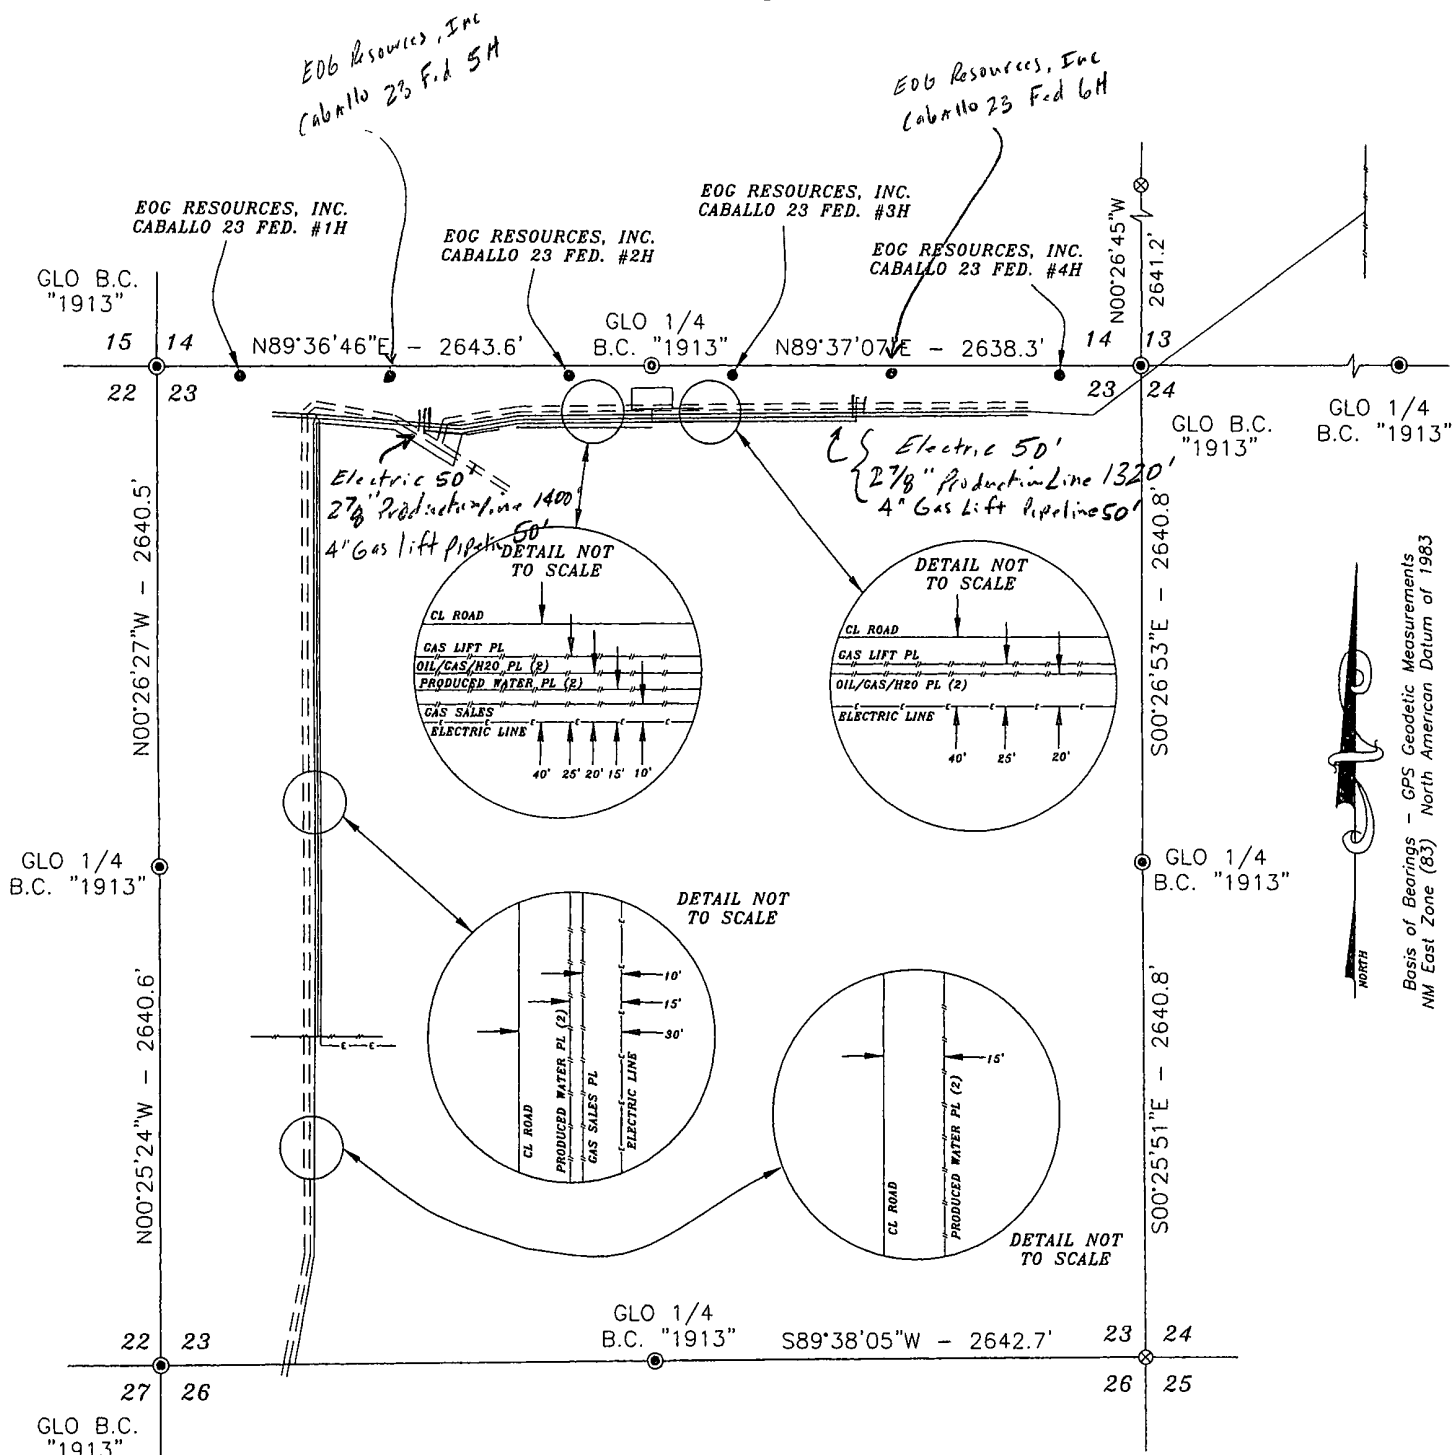 EOG Resources, Inc
Caballo 23 Fed 5H
EOG Resources, Inc
Caballo 23 Fed 6H
EOG RESOURCES, INC.
CABALLO 23 FED. #1H
EOG RESOURCES, INC.
CABALLO 23 FED. #2H
EOG RESOURCES, INC.
CABALLO 23 FED. #3H
EOG RESOURCES, INC.
CABALLO 23 FED. #4H
N00°26'45"W
2641.2'
GLO B.C.
"1913"
15 14
22 23
N89°36'46"E - 2643.6'
GLO 1/4
B.C. "1913"
N89°37'07"E - 2638.3'
14 13
23 24
GLO B.C.
"1913"
GLO 1/4
B.C. "1913"
Electric 50'
2 7/8" Production line 1400'
4" Gas lift pipeline 50'
Electric 50'
2 7/8" Production Line 1320'
4" Gas Lift Pipeline 50'
N00°26'27"W - 2640.5'
S00°26'53"E - 2640.8'
DETAIL NOT
TO SCALE
CL ROAD
GAS LIFT PL
OIL/GAS/H2O PL (2)
PRODUCED WATER PL (2)
GAS SALES
ELECTRIC LINE
40' 25' 20' 15' 10'
DETAIL NOT
TO SCALE
CL ROAD
GAS LIFT PL
OIL/GAS/H2O PL (2)
ELECTRIC LINE
40' 25' 20'
NORTH
Basis of Bearings - GPS Geodetic Measurements
NM East Zone (83) North American Datum of 1983
GLO 1/4
B.C. "1913"
GLO 1/4
B.C. "1913"
DETAIL NOT
TO SCALE
CL ROAD
PRODUCED WATER PL (2)
GAS SALES PL
ELECTRIC LINE
10'
15'
30'
CL ROAD
PRODUCED WATER PL (2)
15'
DETAIL NOT
TO SCALE
N00°25'24"W - 2640.6'
S00°25'51"E - 2640.8'
22 23
27 26
GLO B.C.
"1913"
GLO 1/4
B.C. "1913"
S89°38'05"W - 2642.7'
23 24
26 25